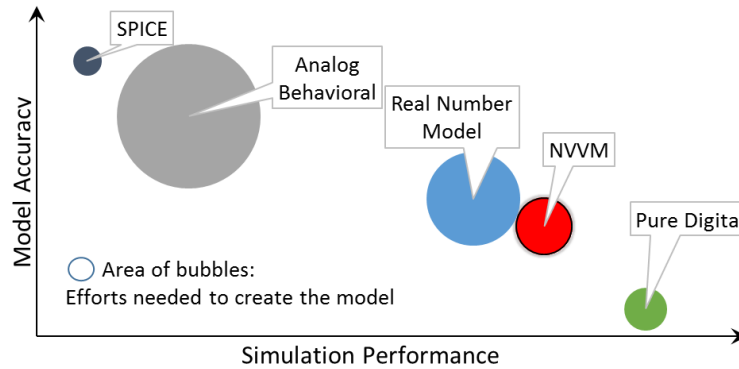 SPICE
Analog
Behavioral
Real Number
Model
NVVM
Pure Digital
Model Accuracy
Area of bubbles:
Efforts needed to create the model
Simulation Performance